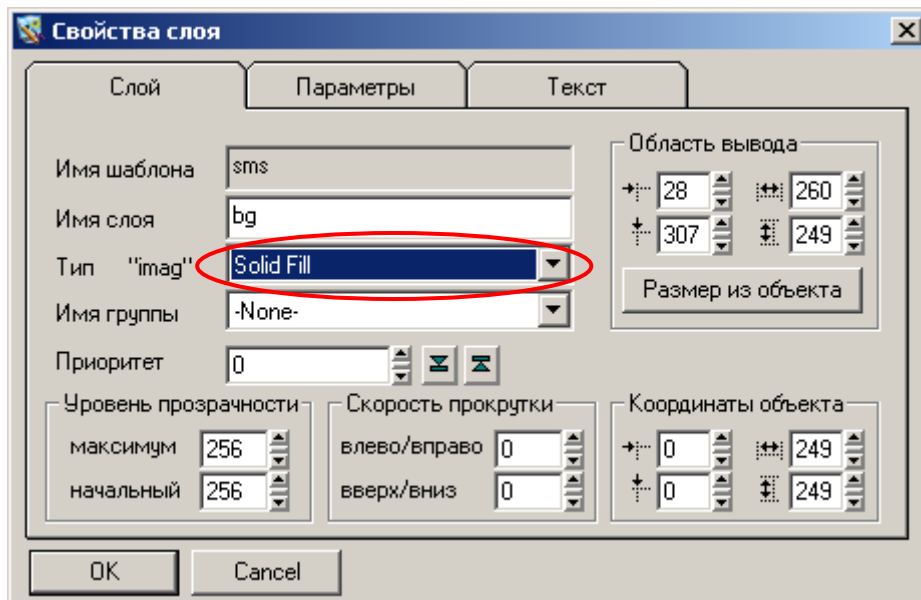 Свойства слоя
Слой Параметры Текст
Имя шаблона sms
Имя слоя bg
Тип "imag" Solid Fill
Имя группы -None-
Приоритет 0
Область вывода
28 260
307 249
Размер из объекта
Уровень прозрачности
максимум 256
начальный 256
Скорость прокрутки
влево/вправо 0
вверх/вниз 0
Координаты объекта
0 249
0 249
OK Cancel